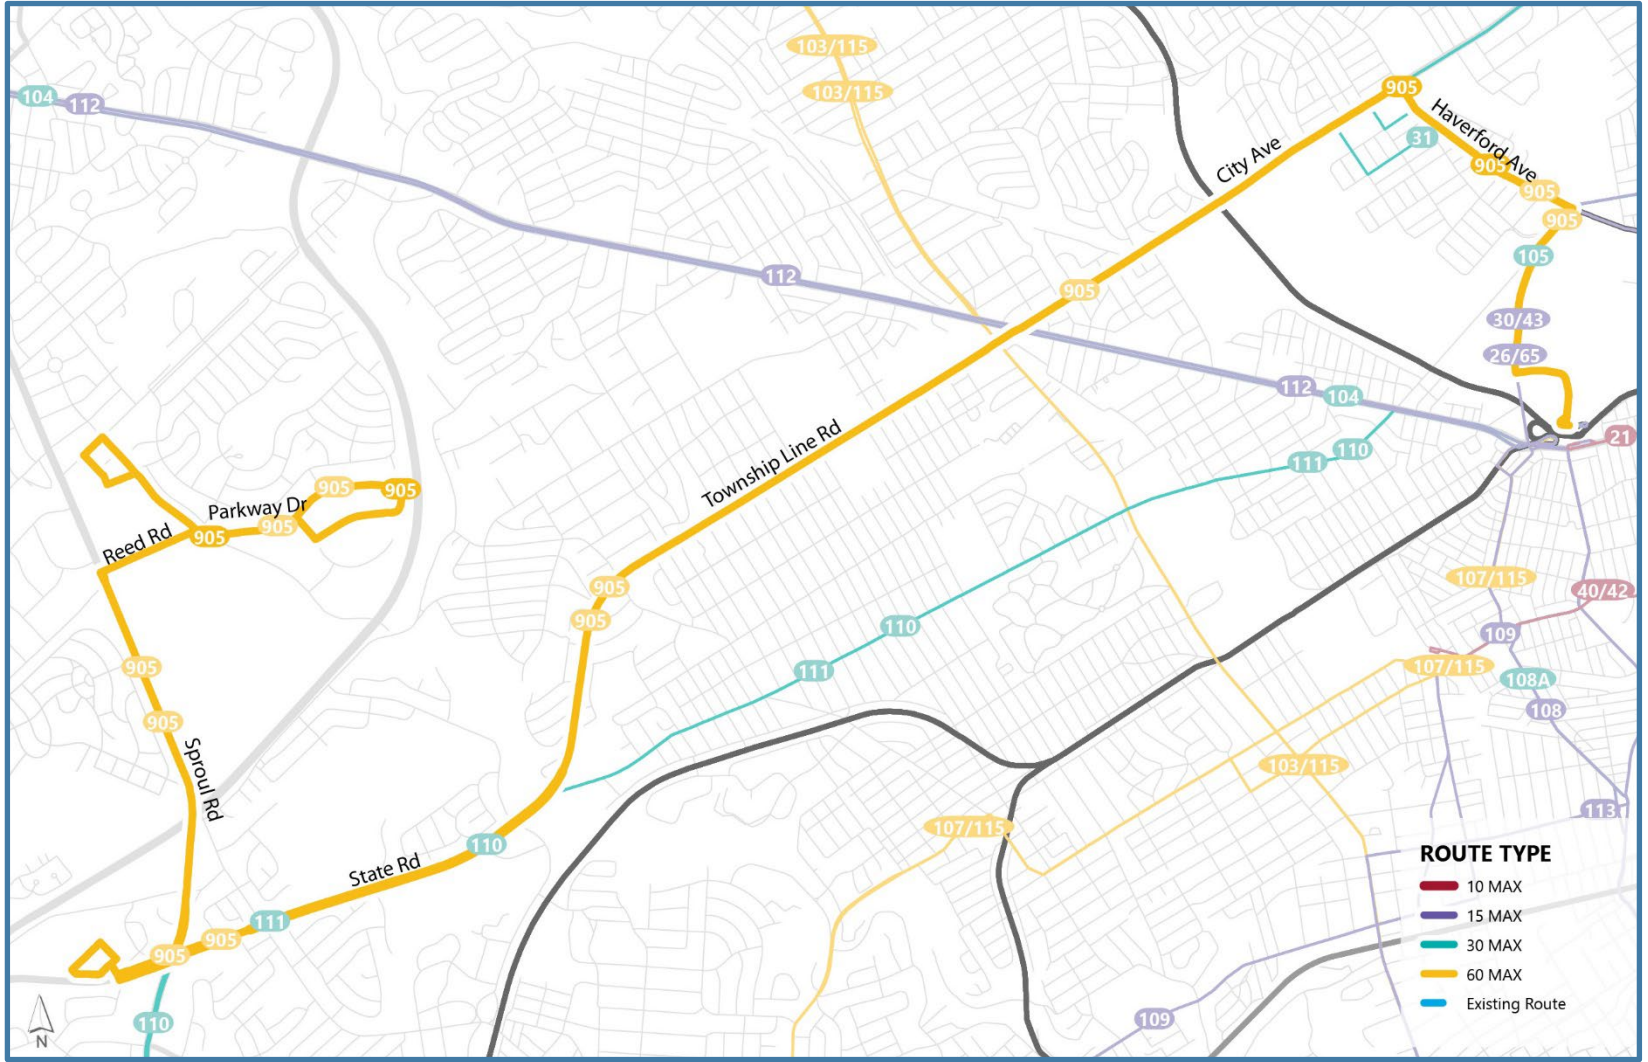 103/115
905
103/115
104
112
Haverford Ave
31
City Ave
905
905
905
105
112
905
30/43
26/65
112
104
Township Line Rd
21
110
111
905
905
Parkway Dr
905
Reed Rd
905
905
107/115
905
40/42
110
109
905
111
107/115
108A
108
905
Sproul Rd
103/115
113
107/115
110
State Rd
111
905
905
109
110
N
ROUTE TYPE
10 MAX
15 MAX
30 MAX
60 MAX
Existing Route